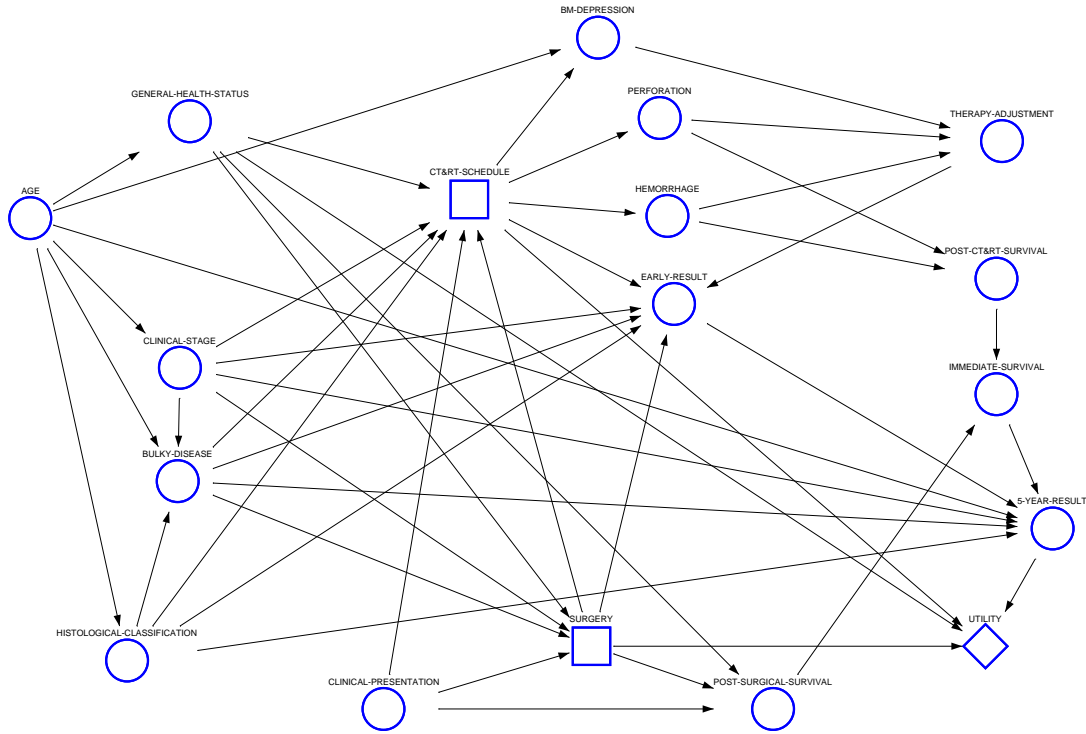 BM-DEPRESSION
GENERAL-HEALTH-STATUS
PERFORATION
THERAPY-ADJUSTMENT
CT&RT-SCHEDULE
AGE
HEMORRHAGE
POST-CT&RT-SURVIVAL
EARLY-RESULT
CLINICAL-STAGE
IMMEDIATE-SURVIVAL
BULKY-DISEASE
5-YEAR-RESULT
HISTOLOGICAL-CLASSIFICATION
SURGERY
UTILITY
CLINICAL-PRESENTATION
POST-SURGICAL-SURVIVAL